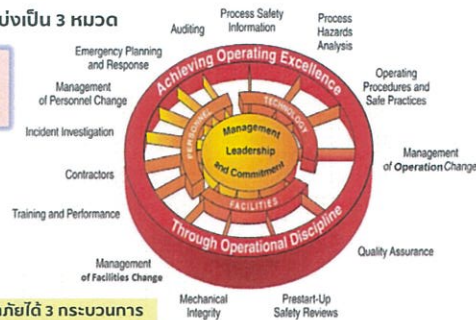 บ่งเป็น 3 หมวด
Auditing
Process Safety
Information
Process
Hazards
Analysis
Emergency Planning
and Response
Operating
Procedures and
Safe Practices
Management
of Personnel Change
Incident Investigation
Management
of Operation Change
Contractors
Training and Performance
Quality Assurance
Management
of Facilities Change
Mechanical
Integrity
Prestart-Up
Safety Reviews
Achieving Operating Excellence
PERSONNEL
TECHNOLOGY
Management
Leadership
and Commitment
FACILITIES
Through Operational Discipline
ภัยได้ 3 กระบวนการ